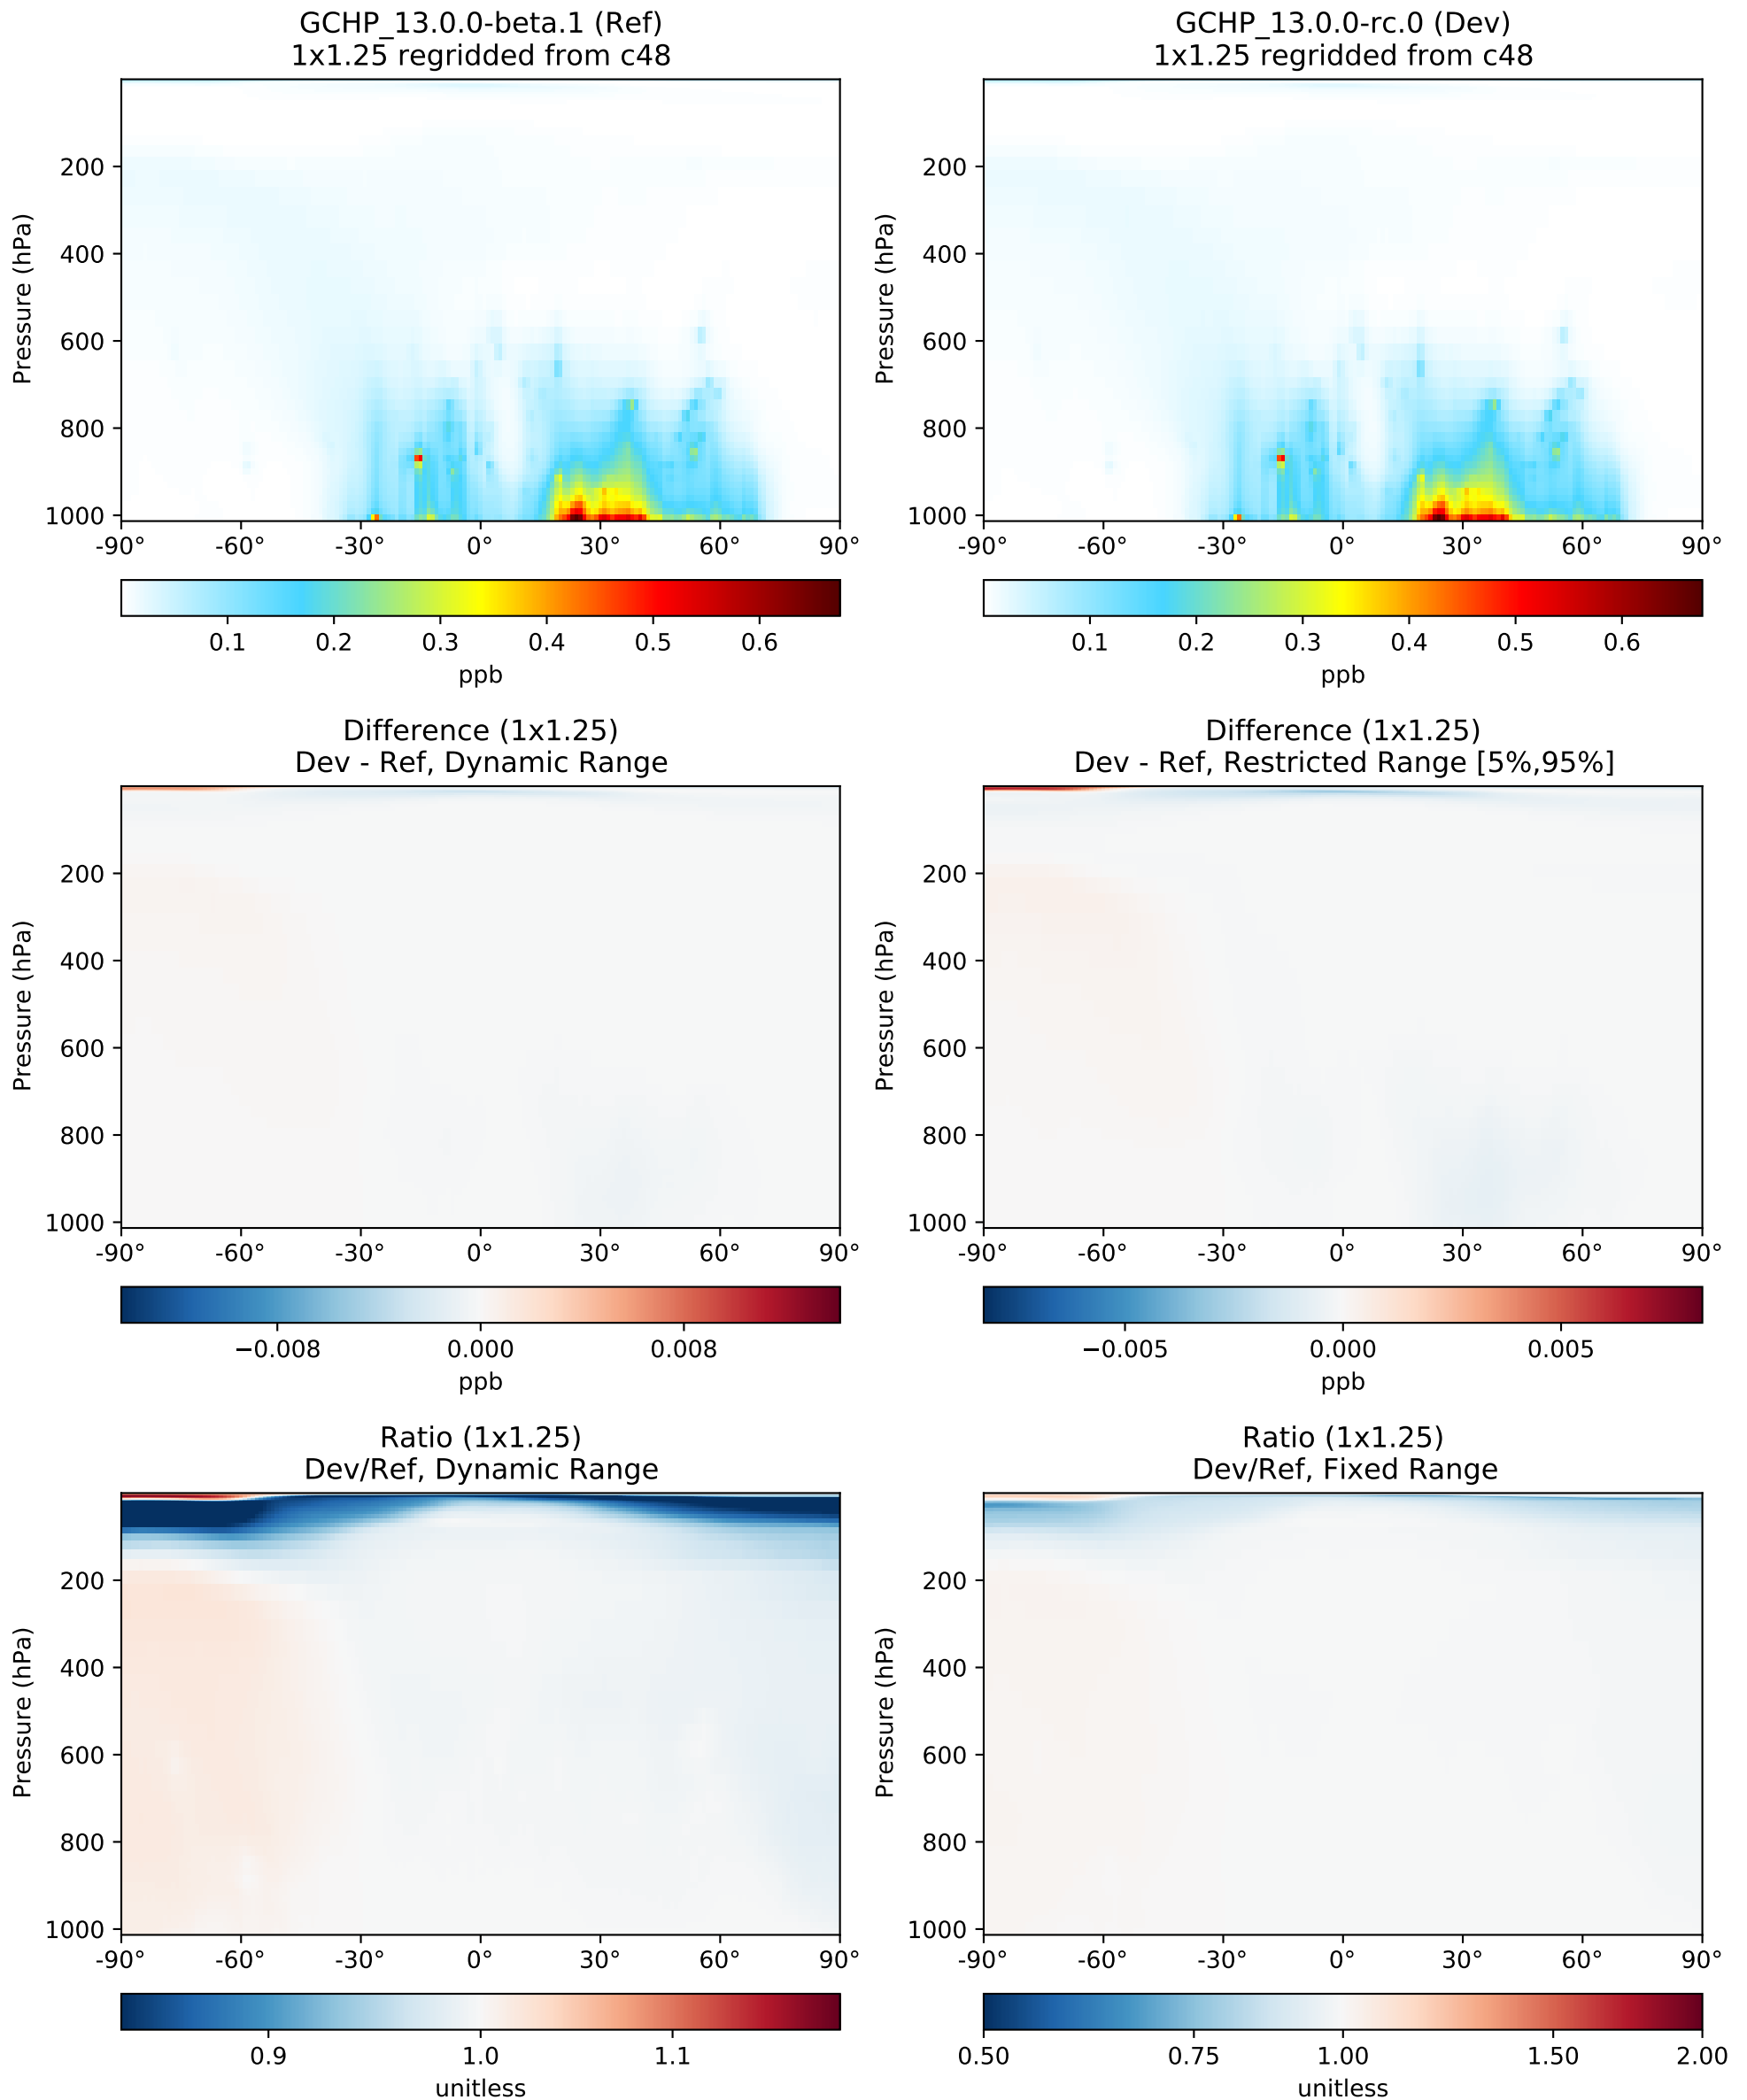 GCHP_13.0.0-beta.1 (Ref)
1x1.25 regridded from c48
Pressure (hPa)
200
400
600
800
1000
-90° -60° -30° 0° 30° 60° 90°
0.1 0.2 0.3 0.4 0.5 0.6
ppb
GCHP_13.0.0-rc.0 (Dev)
1x1.25 regridded from c48
Pressure (hPa)
200
400
600
800
1000
-90° -60° -30° 0° 30° 60° 90°
0.1 0.2 0.3 0.4 0.5 0.6
ppb
Difference (1x1.25)
Dev - Ref, Dynamic Range
Pressure (hPa)
200
400
600
800
1000
-90° -60° -30° 0° 30° 60° 90°
−0.008 0.000 0.008
ppb
Difference (1x1.25)
Dev - Ref, Restricted Range [5%,95%]
Pressure (hPa)
200
400
600
800
1000
-90° -60° -30° 0° 30° 60° 90°
−0.005 0.000 0.005
ppb
Ratio (1x1.25)
Dev/Ref, Dynamic Range
Pressure (hPa)
200
400
600
800
1000
-90° -60° -30° 0° 30° 60° 90°
0.9 1.0 1.1
unitless
Ratio (1x1.25)
Dev/Ref, Fixed Range
Pressure (hPa)
200
400
600
800
1000
-90° -60° -30° 0° 30° 60° 90°
0.50 0.75 1.00 1.50 2.00
unitless